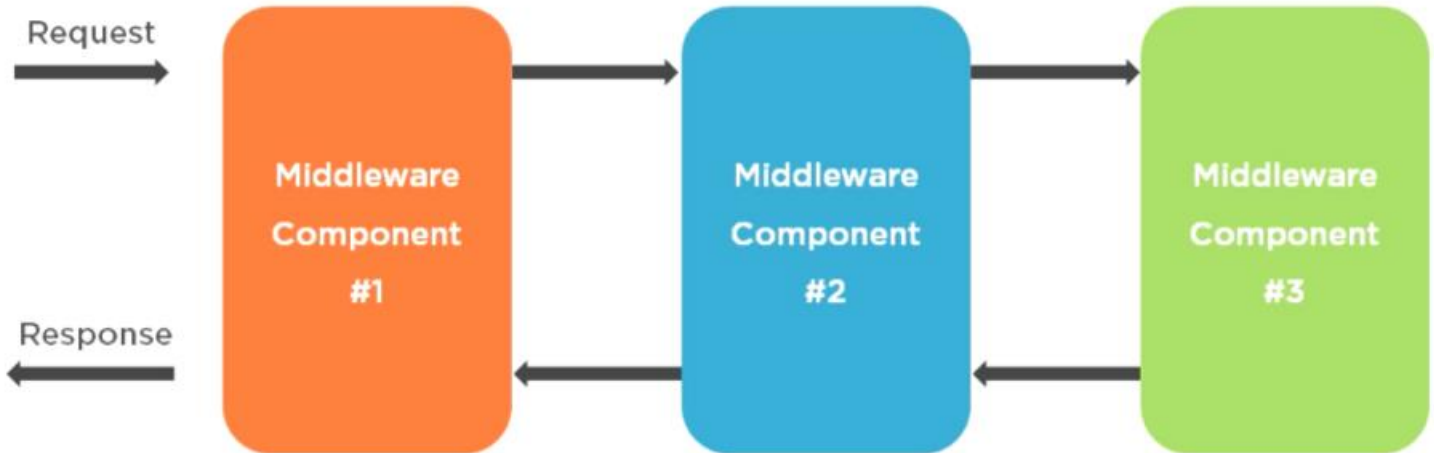 Request
Middleware
Component
#1
Middleware
Component
#2
Middleware
Component
#3
Response